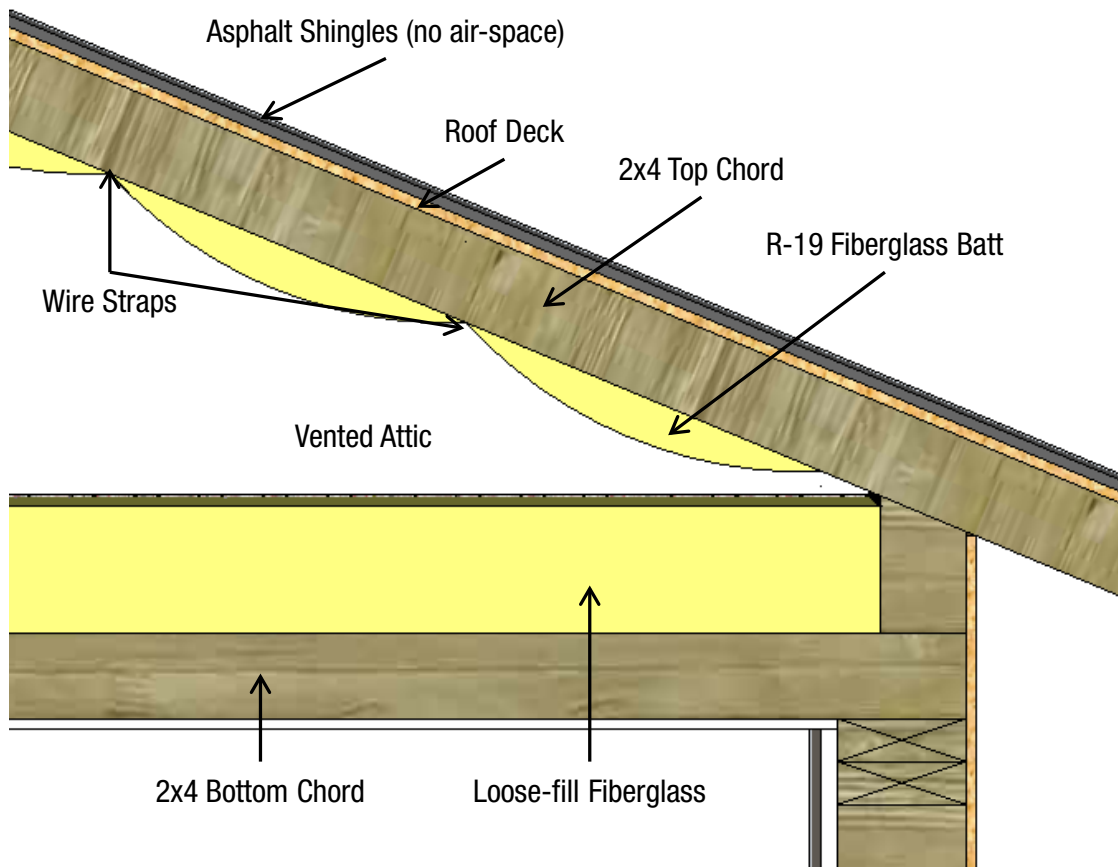 Asphalt Shingles (no air-space)
Roof Deck
2x4 Top Chord
R-19 Fiberglass Batt
Wire Straps
Vented Attic
2x4 Bottom Chord
Loose-fill Fiberglass